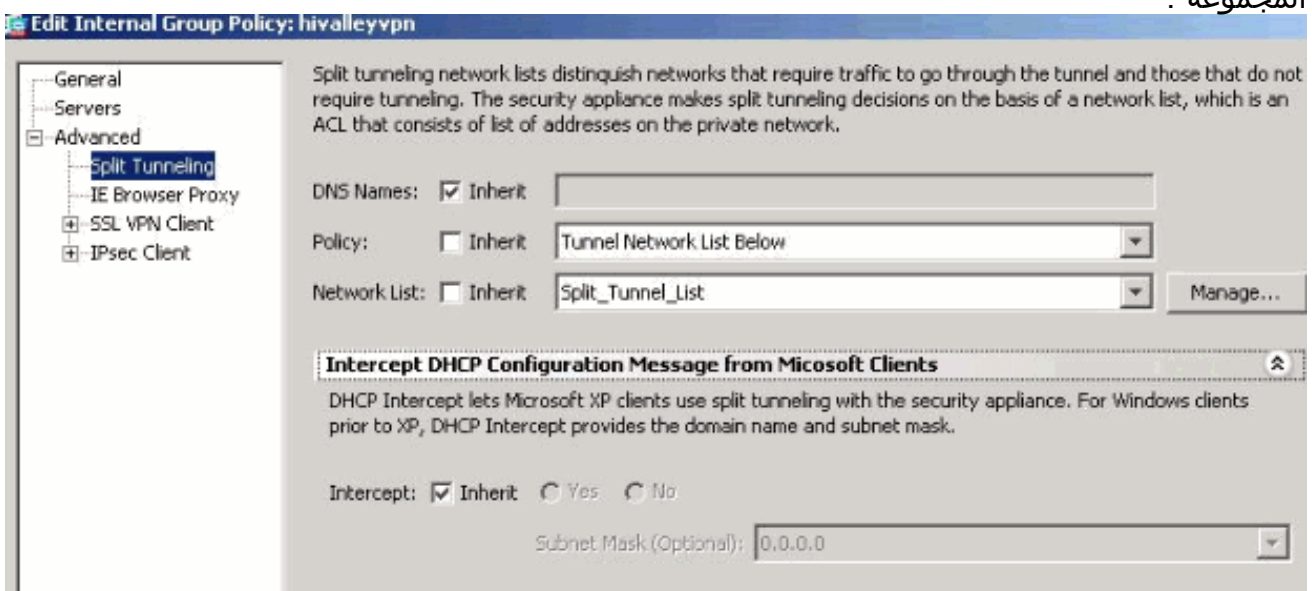 المجموعة .
Edit Internal Group Policy: hivalleyvpn
General
Servers
Advanced
Split Tunneling
IE Browser Proxy
SSL VPN Client
IPsec Client
Split tunneling network lists distinguish networks that require traffic to go through the tunnel and those that do not
require tunneling. The security appliance makes split tunneling decisions on the basis of a network list, which is an
ACL that consists of list of addresses on the private network.
DNS Names: Inherit
Policy: Inherit Tunnel Network List Below
Network List: Inherit Split_Tunnel_List Manage...
Intercept DHCP Configuration Message from Micosoft Clients
DHCP Intercept lets Microsoft XP clients use split tunneling with the security appliance. For Windows clients
prior to XP, DHCP Intercept provides the domain name and subnet mask.
Intercept: Inherit Yes No
Subnet Mask (Optional): 0.0.0.0